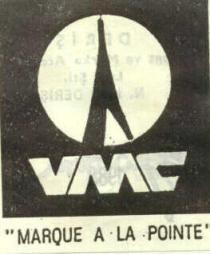 VMC
"MARQUE A LA POINTE"